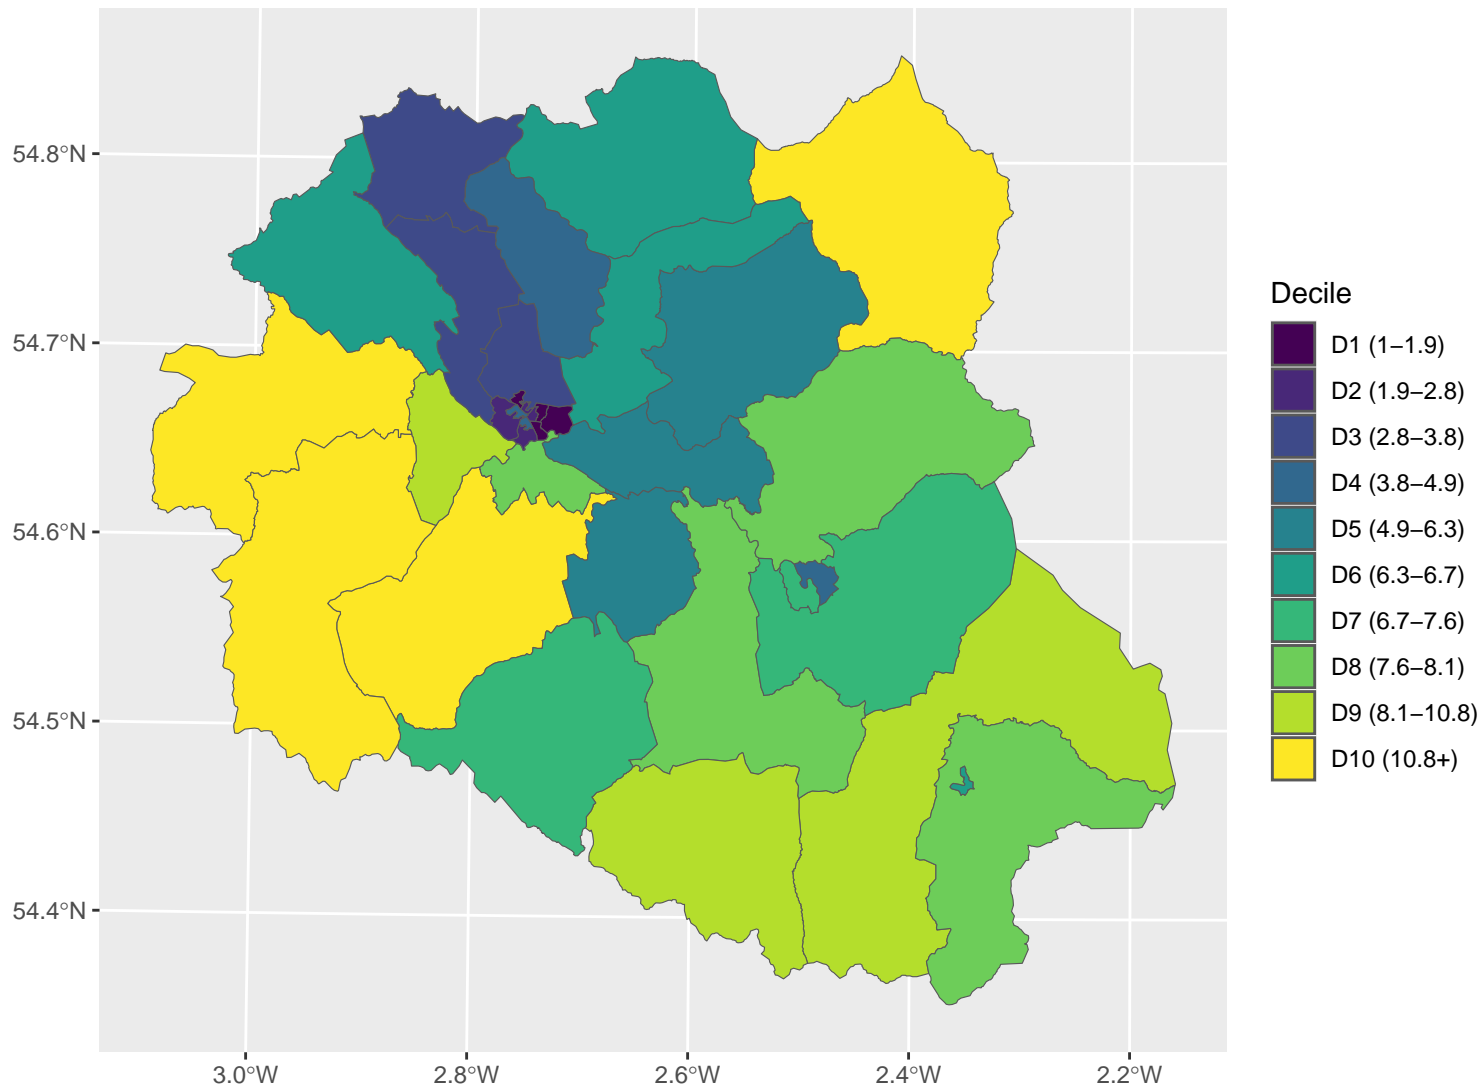 54.8°N
54.7°N
54.6°N
54.5°N
54.4°N
3.0°W
2.8°W
2.6°W
2.4°W
2.2°W
Decile
D1 (1–1.9)
D2 (1.9–2.8)
D3 (2.8–3.8)
D4 (3.8–4.9)
D5 (4.9–6.3)
D6 (6.3–6.7)
D7 (6.7–7.6)
D8 (7.6–8.1)
D9 (8.1–10.8)
D10 (10.8+)